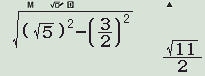 M √▱ D ▲
√((√5)²−(3/2)²)
√11/2